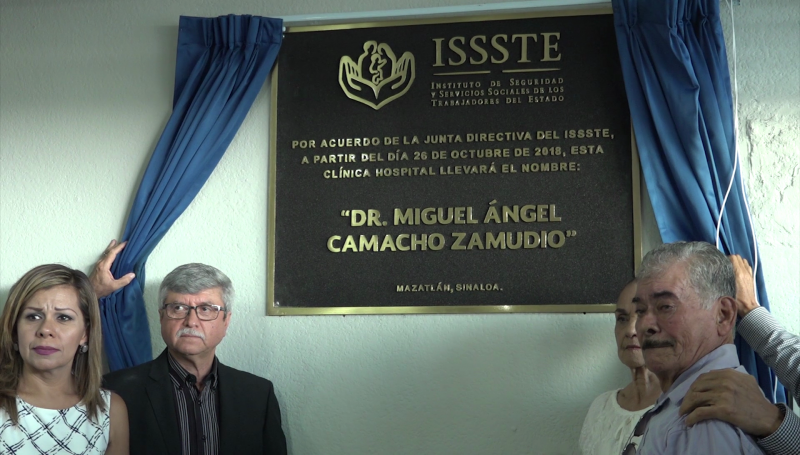 ISSSTE
INSTITUTO DE SEGURIDAD
Y SERVICIOS SOCIALES DE LOS
TRABAJADORES DEL ESTADO
POR ACUERDO DE LA JUNTA DIRECTIVA DEL ISSSTE,
A PARTIR DEL DÍA 26 DE OCTUBRE DE 2018, ESTA
CLÍNICA HOSPITAL LLEVARÁ EL NOMBRE:
“DR. MIGUEL ÁNGEL
CAMACHO ZAMUDIO”
MAZATLÁN, SINALOA.